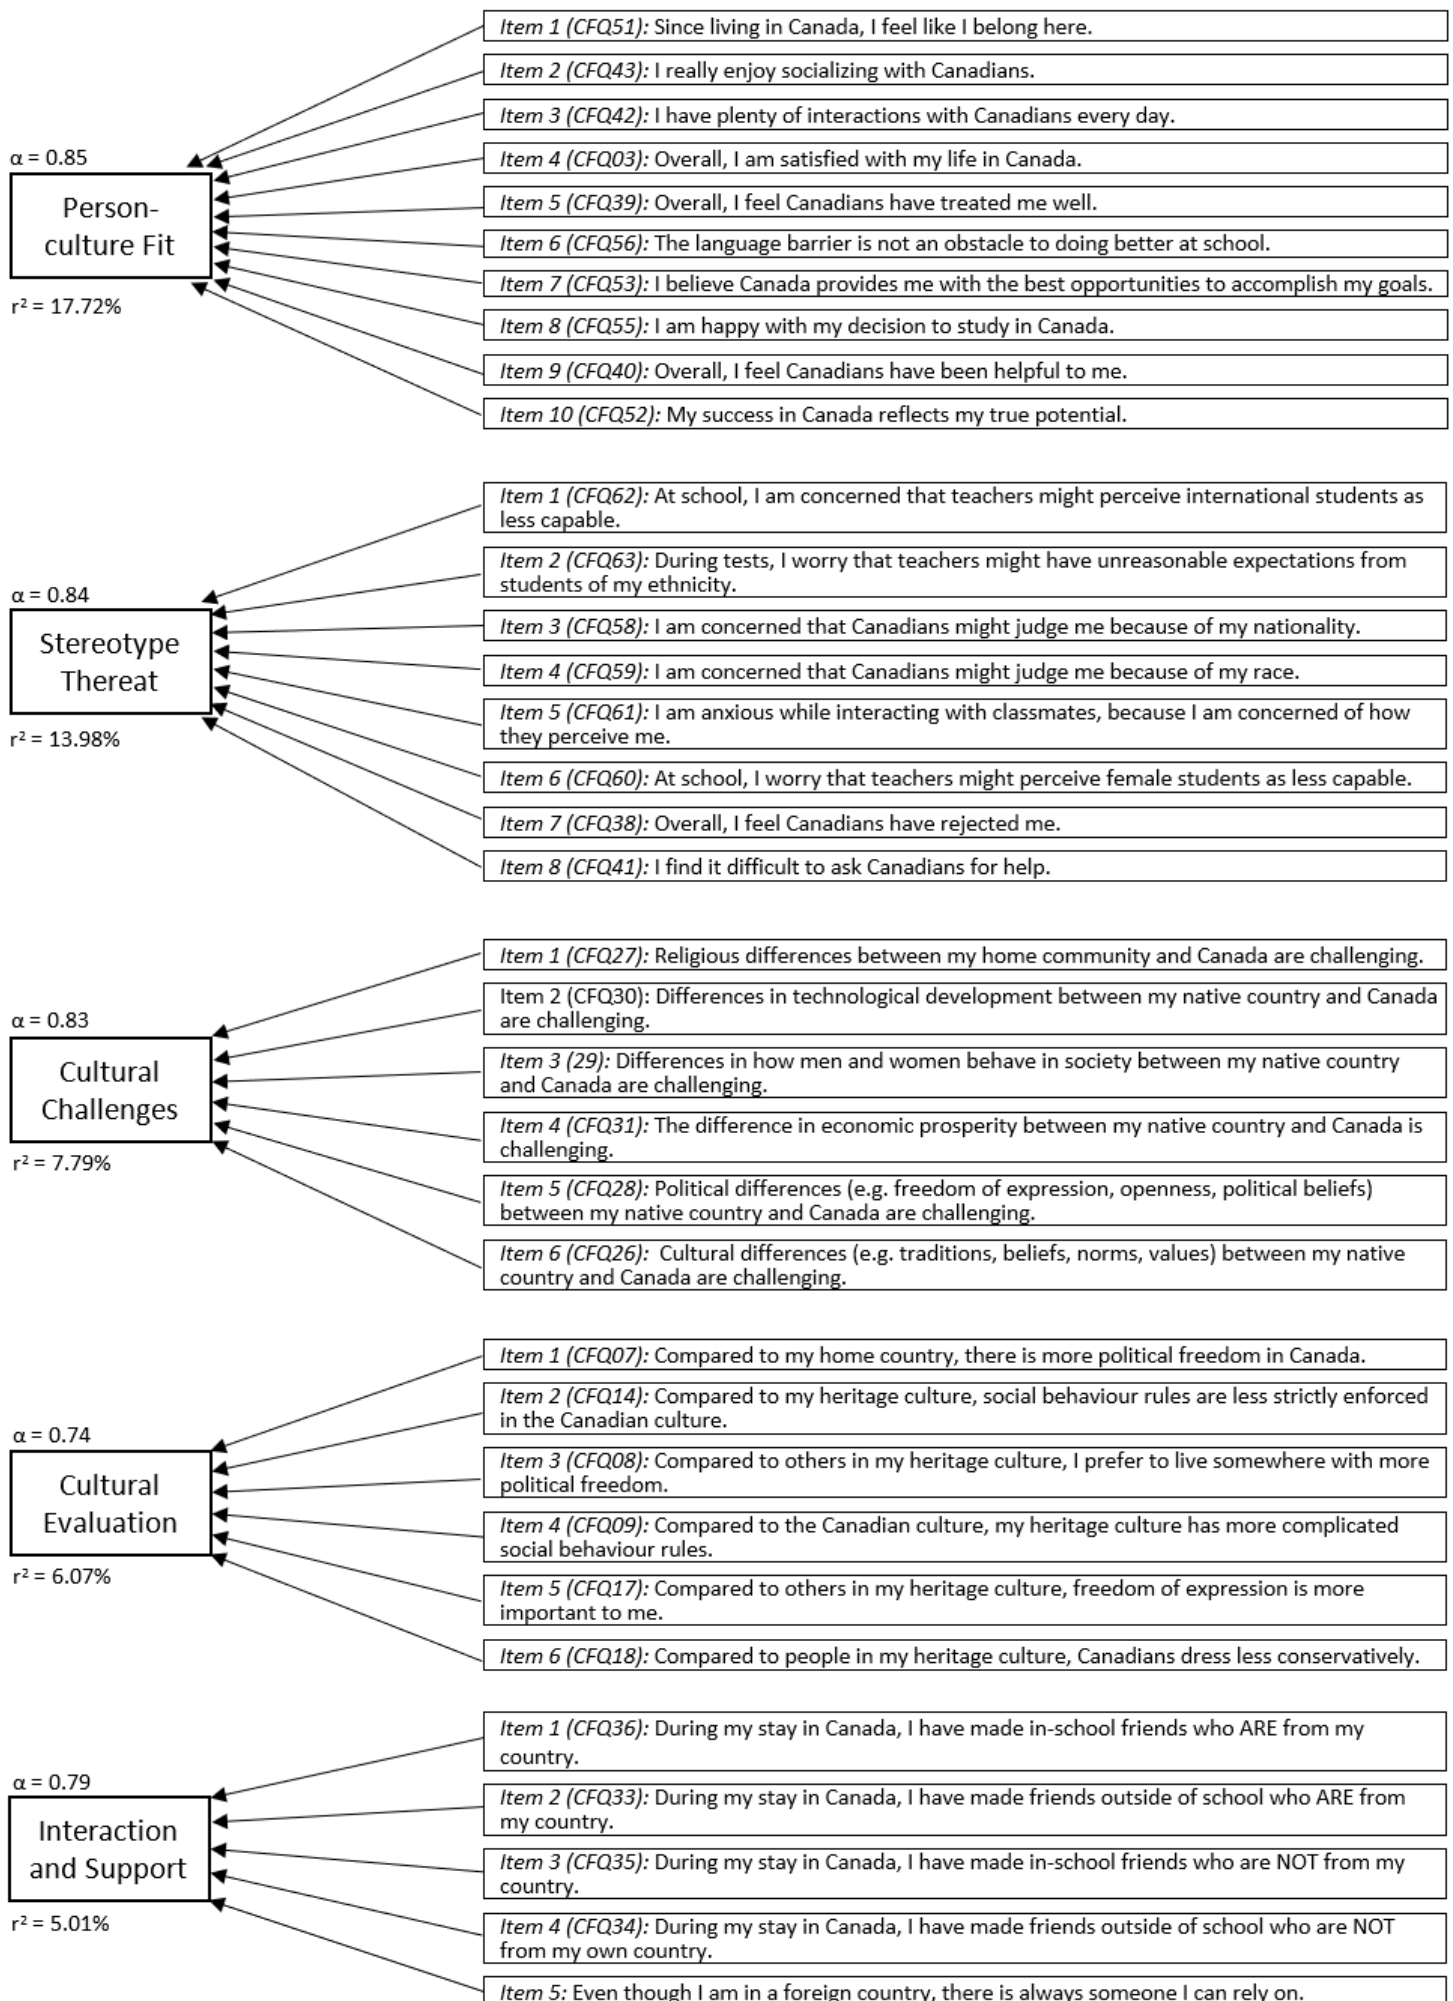 Item 1 (CFQ51): Since living in Canada, I feel like I belong here.
Item 2 (CFQ43): I really enjoy socializing with Canadians.
Item 3 (CFQ42): I have plenty of interactions with Canadians every day.
Item 4 (CFQ03): Overall, I am satisfied with my life in Canada.
Item 5 (CFQ39): Overall, I feel Canadians have treated me well.
Item 6 (CFQ56): The language barrier is not an obstacle to doing better at school.
Item 7 (CFQ53): I believe Canada provides me with the best opportunities to accomplish my goals.
Item 8 (CFQ55): I am happy with my decision to study in Canada.
Item 9 (CFQ40): Overall, I feel Canadians have been helpful to me.
Item 10 (CFQ52): My success in Canada reflects my true potential.
α = 0.85
Person-
culture Fit
r² = 17.72%
Item 1 (CFQ62): At school, I am concerned that teachers might perceive international students as
less capable.
Item 2 (CFQ63): During tests, I worry that teachers might have unreasonable expectations from
students of my ethnicity.
Item 3 (CFQ58): I am concerned that Canadians might judge me because of my nationality.
Item 4 (CFQ59): I am concerned that Canadians might judge me because of my race.
Item 5 (CFQ61): I am anxious while interacting with classmates, because I am concerned of how
they perceive me.
Item 6 (CFQ60): At school, I worry that teachers might perceive female students as less capable.
Item 7 (CFQ38): Overall, I feel Canadians have rejected me.
Item 8 (CFQ41): I find it difficult to ask Canadians for help.
α = 0.84
Stereotype
Thereat
r² = 13.98%
Item 1 (CFQ27): Religious differences between my home community and Canada are challenging.
Item 2 (CFQ30): Differences in technological development between my native country and Canada
are challenging.
Item 3 (29): Differences in how men and women behave in society between my native country
and Canada are challenging.
Item 4 (CFQ31): The difference in economic prosperity between my native country and Canada is
challenging.
Item 5 (CFQ28): Political differences (e.g. freedom of expression, openness, political beliefs)
between my native country and Canada are challenging.
Item 6 (CFQ26): Cultural differences (e.g. traditions, beliefs, norms, values) between my native
country and Canada are challenging.
α = 0.83
Cultural
Challenges
r² = 7.79%
Item 1 (CFQ07): Compared to my home country, there is more political freedom in Canada.
Item 2 (CFQ14): Compared to my heritage culture, social behaviour rules are less strictly enforced
in the Canadian culture.
Item 3 (CFQ08): Compared to others in my heritage culture, I prefer to live somewhere with more
political freedom.
Item 4 (CFQ09): Compared to the Canadian culture, my heritage culture has more complicated
social behaviour rules.
Item 5 (CFQ17): Compared to others in my heritage culture, freedom of expression is more
important to me.
Item 6 (CFQ18): Compared to people in my heritage culture, Canadians dress less conservatively.
α = 0.74
Cultural
Evaluation
r² = 6.07%
Item 1 (CFQ36): During my stay in Canada, I have made in-school friends who ARE from my
country.
Item 2 (CFQ33): During my stay in Canada, I have made friends outside of school who ARE from
my country.
Item 3 (CFQ35): During my stay in Canada, I have made in-school friends who are NOT from my
country.
Item 4 (CFQ34): During my stay in Canada, I have made friends outside of school who are NOT
from my own country.
Item 5: Even though I am in a foreign country, there is always someone I can rely on.
α = 0.79
Interaction
and Support
r² = 5.01%